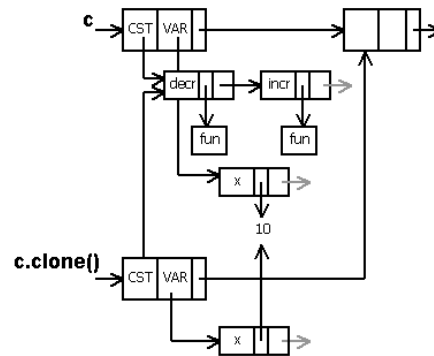 c
CST VAR
decr incr
fun fun
x
10
c.clone()
CST VAR
x